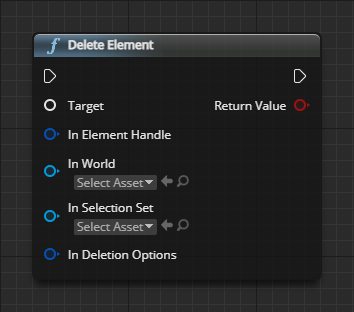 f Delete Element
Target Return Value
In Element Handle
In World
Select Asset
In Selection Set
Select Asset
In Deletion Options